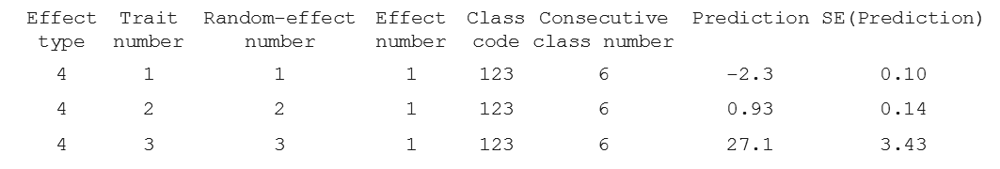 Effect Trait Random-effect Effect Class Consecutive Prediction SE(Prediction)
type number number number code class number
4 1 1 1 123 6 -2.3 0.10
4 2 2 1 123 6 0.93 0.14
4 3 3 1 123 6 27.1 3.43